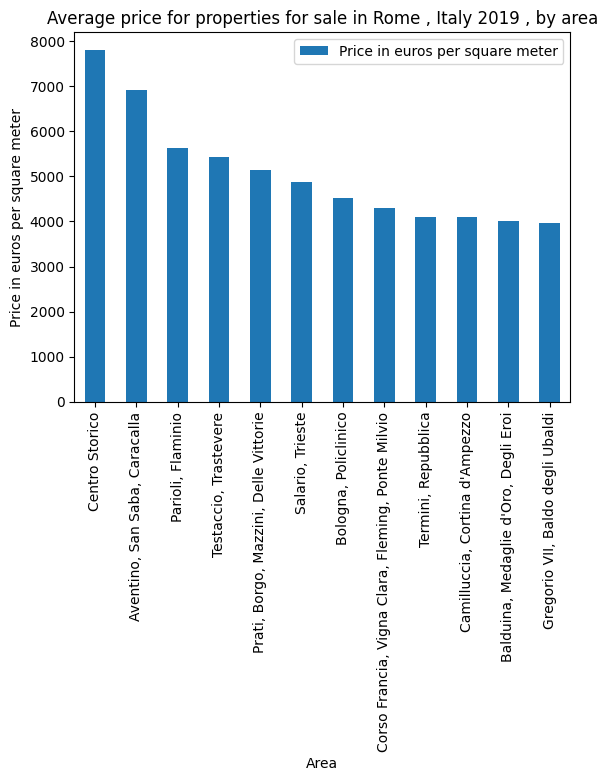 Average price for properties for sale in Rome , Italy 2019 , by area
Price in euros per square meter
Price in euros per square meter
8000
7000
6000
5000
4000
3000
2000
1000
0
Centro Storico
Aventino, San Saba, Caracalla
Parioli, Flaminio
Testaccio, Trastevere
Prati, Borgo, Mazzini, Delle Vittorie
Salario, Trieste
Bologna, Policlinico
Corso Francia, Vigna Clara, Fleming, Ponte Milvio
Termini, Repubblica
Camilluccia, Cortina d'Ampezzo
Balduina, Medaglie d'Oro, Degli Eroi
Gregorio VII, Baldo degli Ubaldi
Area